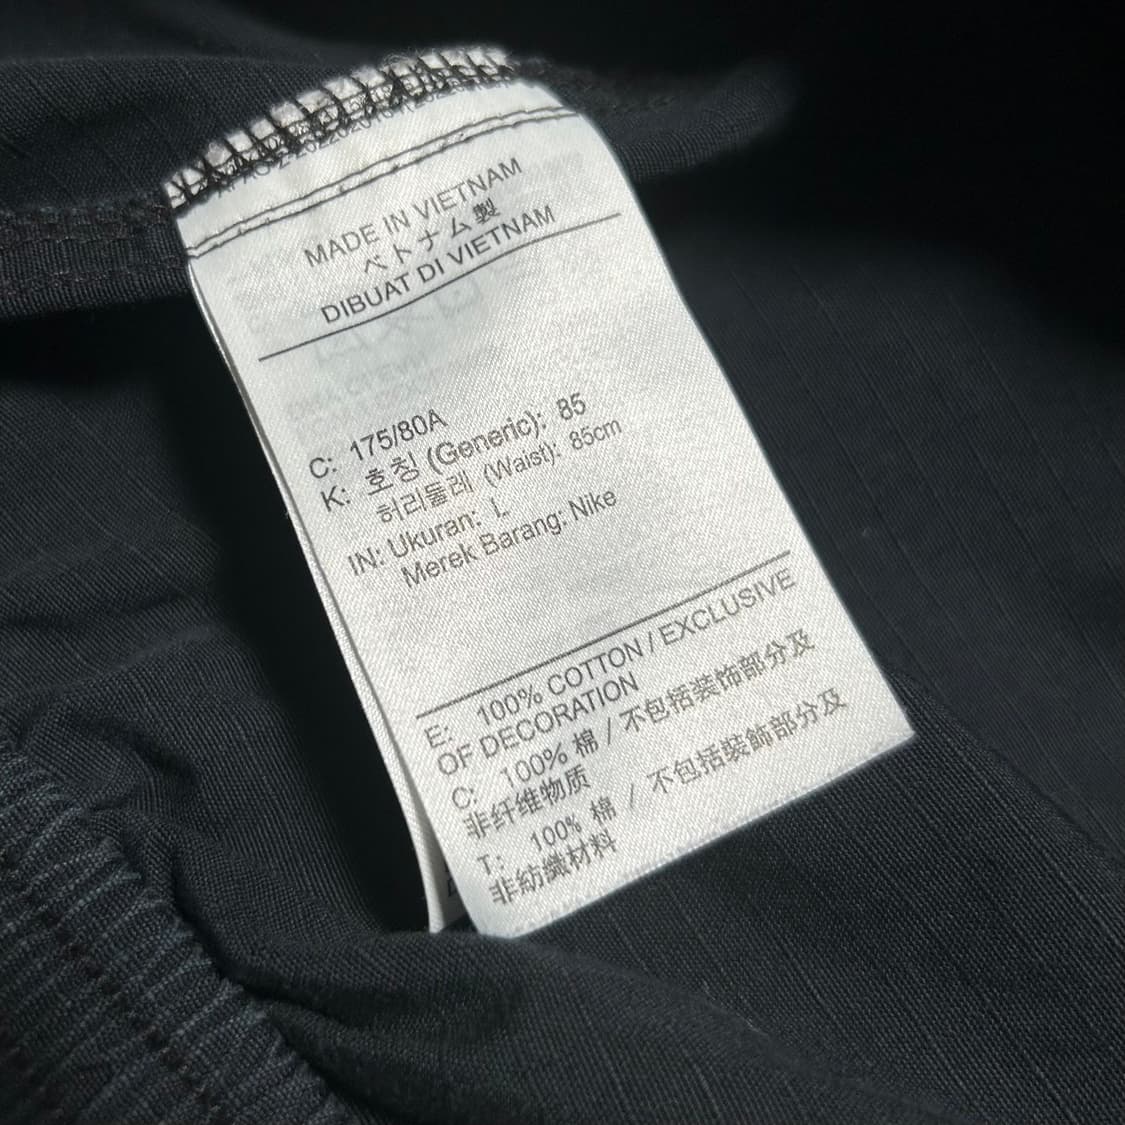 MADE IN VIETNAM
ベトナム製
DIBUAT DI VIETNAM
C: 175/80A
K: 호칭 (Generic): 85
허리둘레 (Waist): 85cm
IN: Ukuran: L
Merek Barang: Nike
E: 100% COTTON / EXCLUSIVE
OF DECORATION
C: 100% 棉 / 不包括装饰部分及
非纤维物质
T: 100% 棉 / 不包括裝飾部分及
非紡織材料